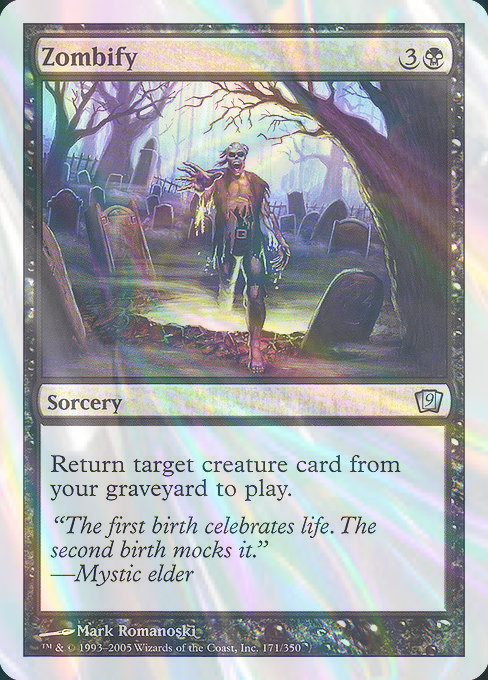 Zombify 3
Sorcery 9
Return target creature card from
your graveyard to play.
“The first birth celebrates life. The
second birth mocks it.”
—Mystic elder
Mark Romanoski
™ & © 1993–2005 Wizards of the Coast, Inc. 171/350